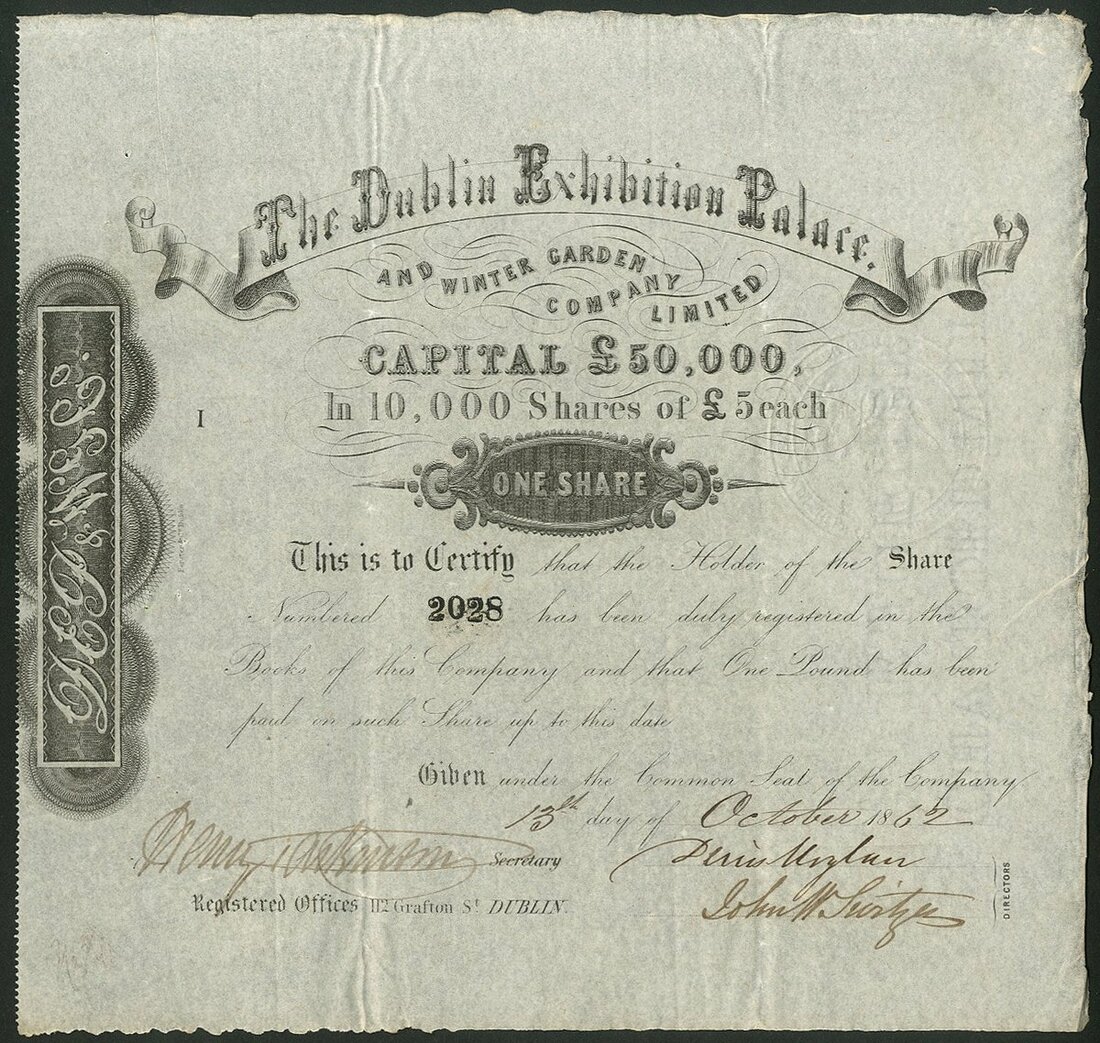 The Dublin Exhibition Palace.
AND WINTER GARDEN COMPANY LIMITED
CAPITAL £50,000,
In 10,000 Shares of £5 each
I
ONE SHARE
This is to Certify that the Holder of the Share
Numbered 2028 has been duly registered in the
Books of this Company and that One Pound has been
paid on such Share up to this date
Given under the Common Seal of the Company
13th day of October 1862
Henry Secretary
John W
DIRECTORS
Registered Offices 112 Grafton St. DUBLIN.
D.E.P. & W.G. Co.